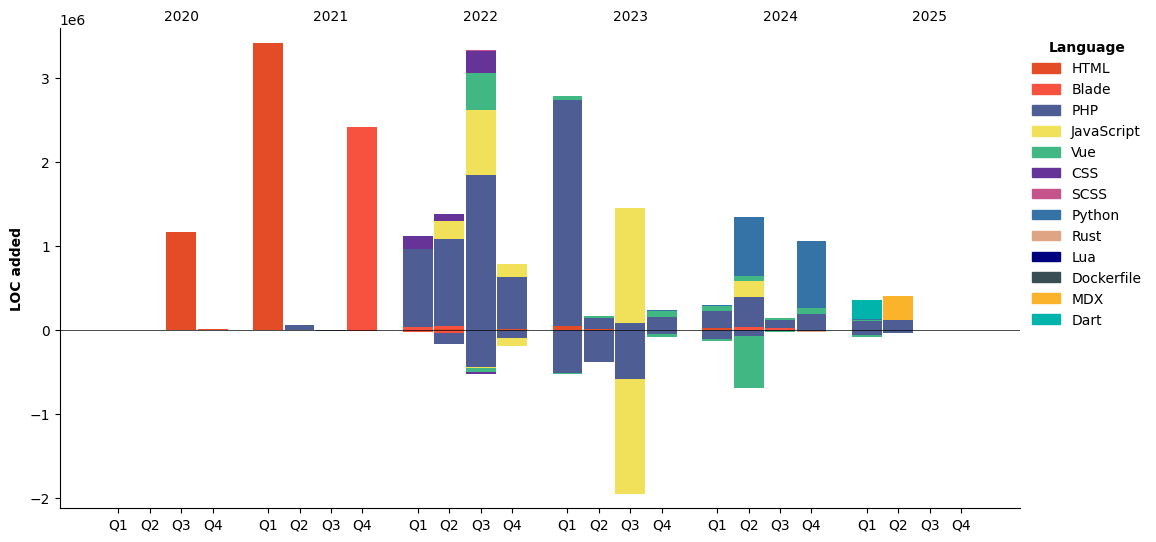 1e6
2020 2021 2022 2023 2024 2025
LOC added
3
2
1
0
−1
−2
Q1 Q2 Q3 Q4 Q1 Q2 Q3 Q4 Q1 Q2 Q3 Q4 Q1 Q2 Q3 Q4 Q1 Q2 Q3 Q4 Q1 Q2 Q3 Q4
Language
HTML
Blade
PHP
JavaScript
Vue
CSS
SCSS
Python
Rust
Lua
Dockerfile
MDX
Dart